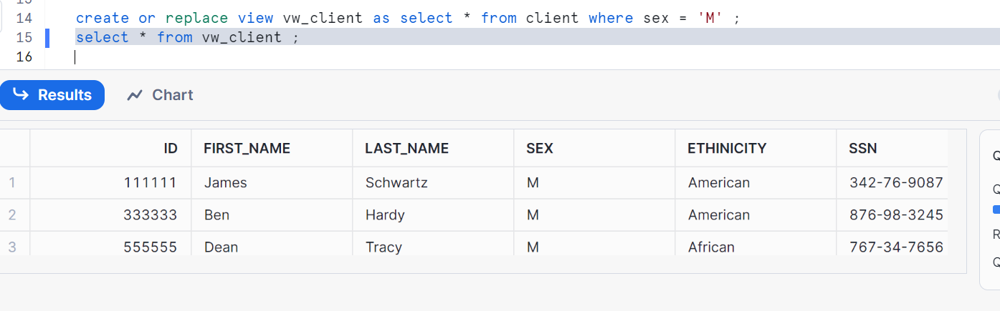 14 create or replace view vw_client as select * from client where sex = 'M' ;
15 select * from vw_client ;
16
Results Chart
ID FIRST_NAME LAST_NAME SEX ETHINICITY SSN
1 111111 James Schwartz M American 342-76-9087
2 333333 Ben Hardy M American 876-98-3245
3 555555 Dean Tracy M African 767-34-7656